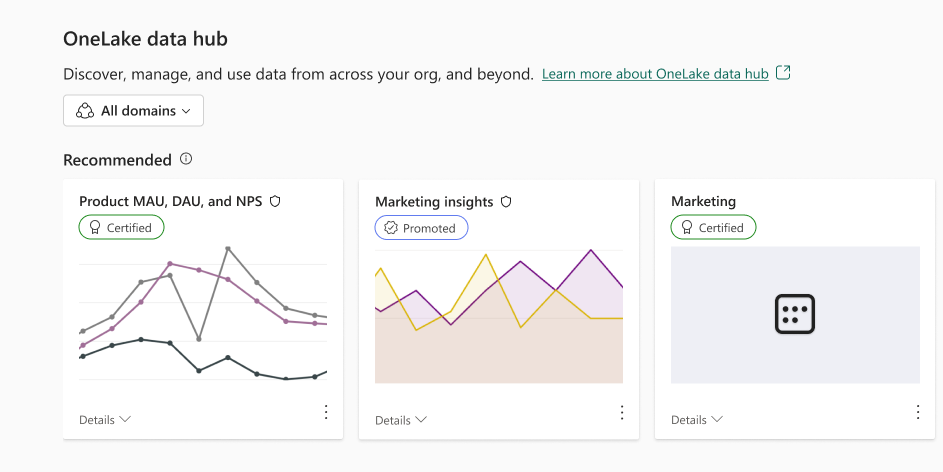 OneLake data hub
Discover, manage, and use data from across your org, and beyond. Learn more about OneLake data hub
All domains
Recommended
Product MAU, DAU, and NPS
Certified
Details
Marketing insights
Promoted
Details
Marketing
Certified
Details